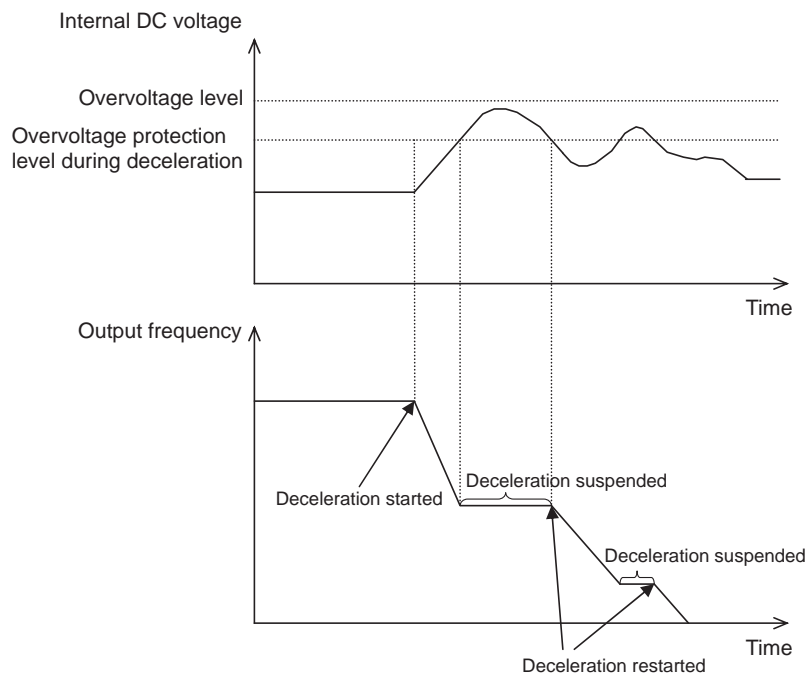 Internal DC voltage
Overvoltage level
Overvoltage protection
level during deceleration
Time
Output frequency
Deceleration suspended
Deceleration started
Deceleration suspended
Time
Deceleration restarted